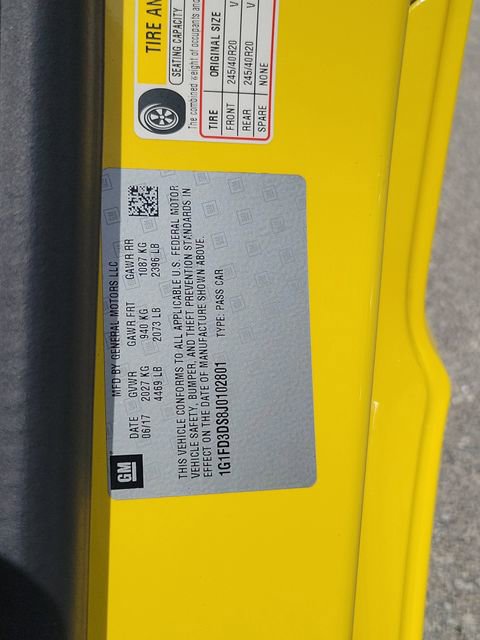 TIRE AN
SEATING CAPACITY
The combined weight of occupants and
TIRE ORIGINAL SIZE
FRONT 245/40R20 V
REAR 245/40R20 V
SPARE NONE
GM
MFD BY GENERAL MOTORS LLC
DATE GVWR GAWR FRT GAWR RR
06/17 2027 KG 940 KG 1087 KG
4469 LB 2073 LB 2396 LB
THIS VEHICLE CONFORMS TO ALL APPLICABLE U.S. FEDERAL MOTOR
VEHICLE SAFETY, BUMPER, AND THEFT PREVENTION STANDARDS IN
EFFECT ON THE DATE OF MANUFACTURE SHOWN ABOVE.
1G1FD3DS8J0102801 TYPE: PASS CAR